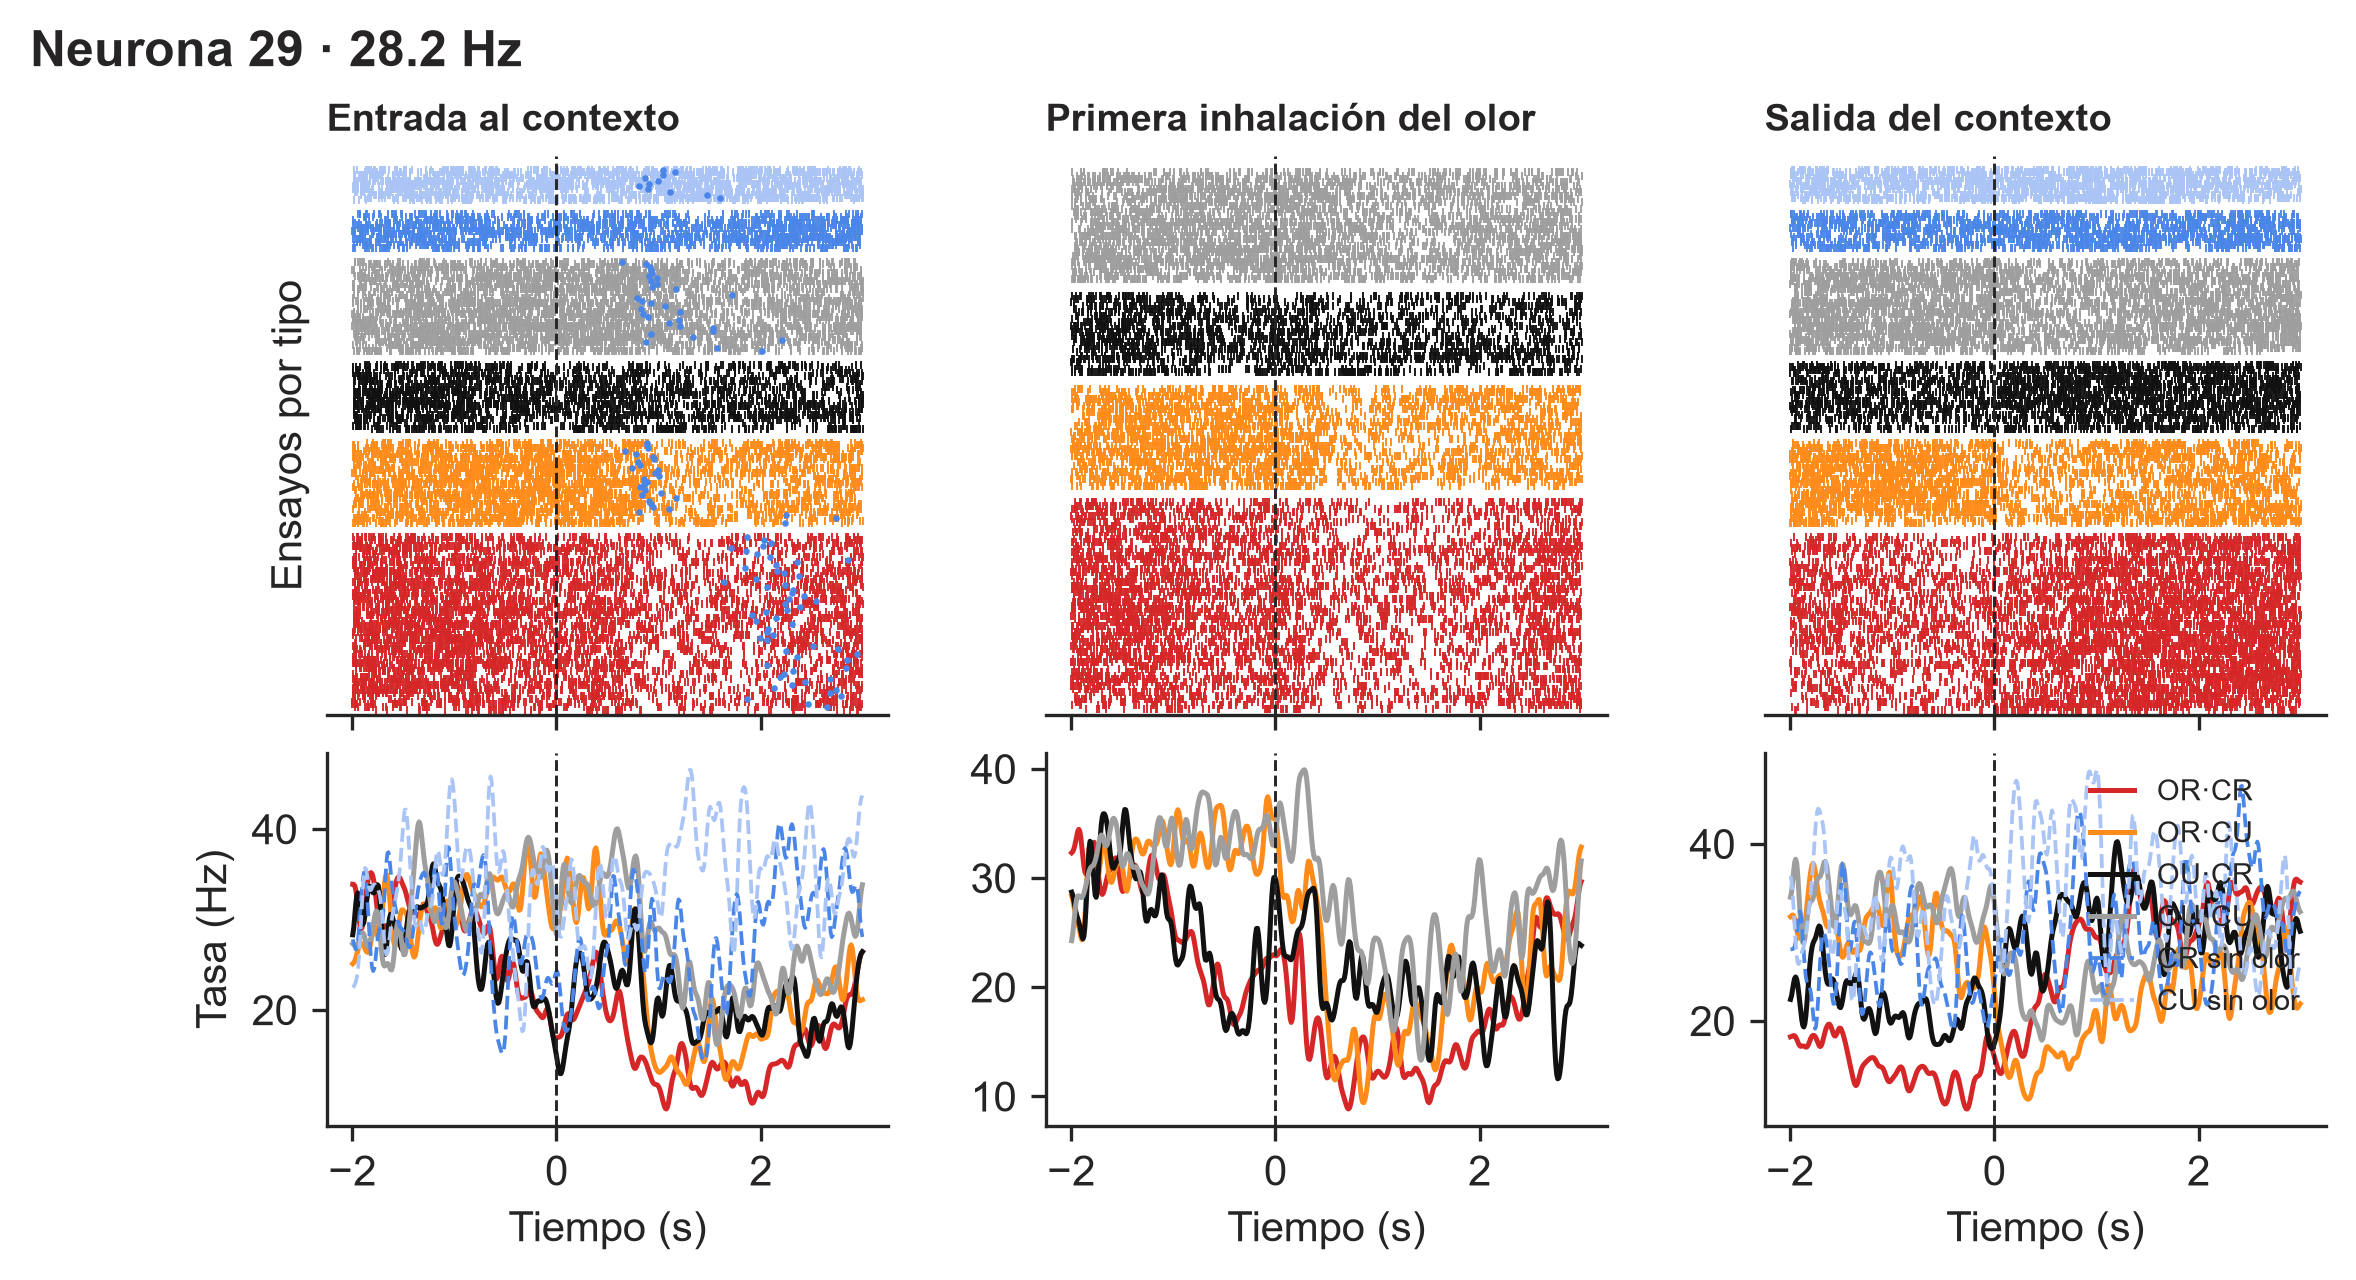 Neurona 29 · 28.2 Hz
Entrada al contexto
Primera inhalación del olor
Salida del contexto
Ensayos por tipo
Tasa (Hz)
40
20
−2
0
2
Tiempo (s)
40
30
20
10
−2
0
2
Tiempo (s)
40
20
−2
0
2
Tiempo (s)
OR·CR
OR·CU
OU·CR
OU·CU
CR sin olor
CU sin olor